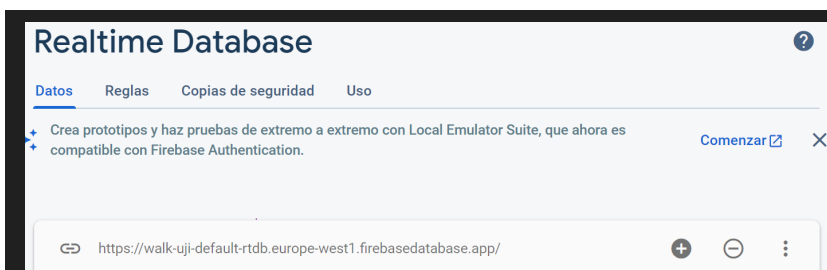 Realtime Database
Datos Reglas Copias de seguridad Uso
Crea prototipos y haz pruebas de extremo a extremo con Local Emulator Suite, que ahora es
compatible con Firebase Authentication.
Comenzar
https://walk-uji-default-rtdb.europe-west1.firebasedatabase.app/